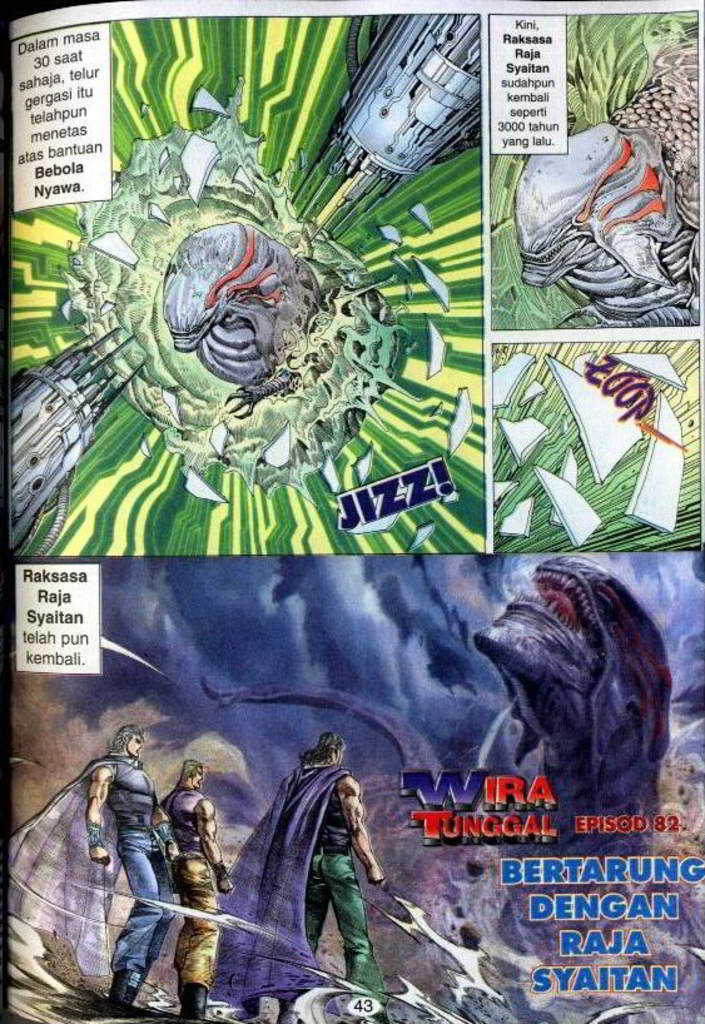 Dalam masa
30 saat
sahaja, telur
gergasi itu
telahpun
menetas
atas bantuan
Bebola
Nyawa.
JIZZ!
Kini,
Raksasa
Raja
Syaitan
sudahpun
kembali
seperti
3000 tahun
yang lalu.
ZOOZ
Raksasa
Raja
Syaitan
telah pun
kembali.
WIRA
TUNGGAL
EPISOD 82.
BERTARUNG
DENGAN
RAJA
SYAITAN
43